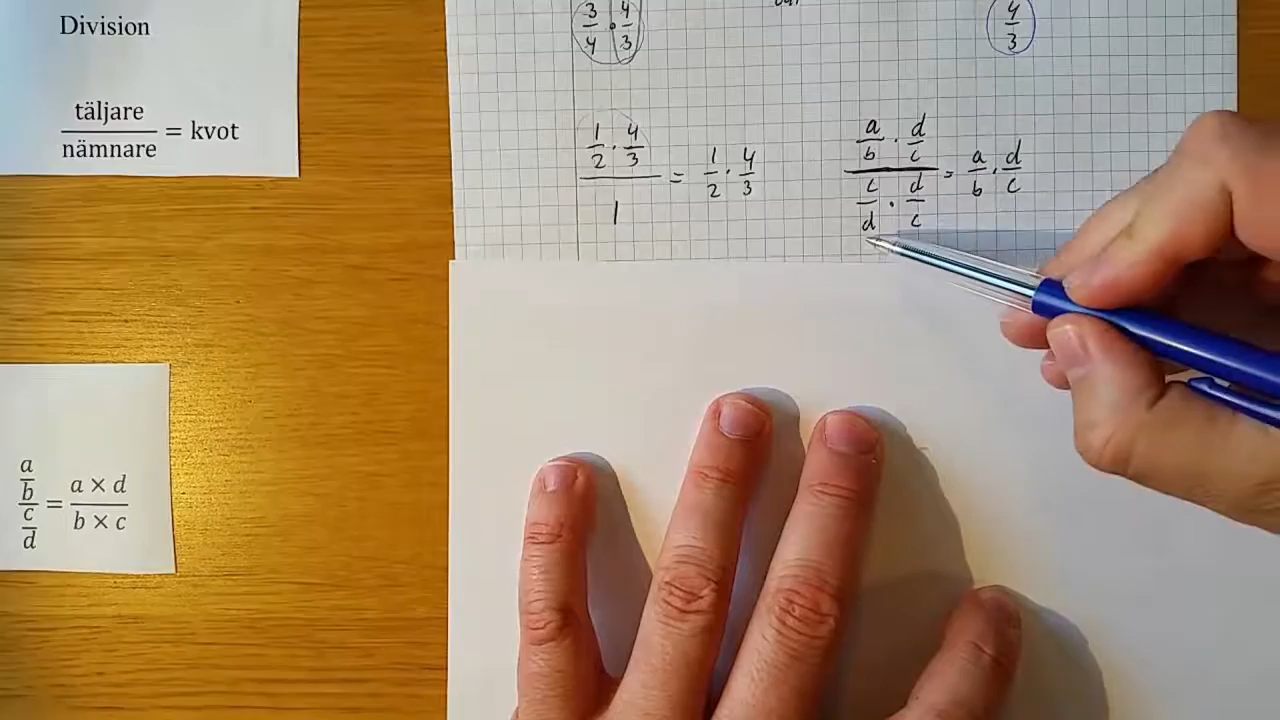 Division
täljare
nämnare = kvot
a/b / c/d = a × d / b × c
3/4 · 4/3
4/3
1/2 · 4/3 / 1 = 1/2 · 4/3
a/b · d/c / c/d · d/c = a/b · d/c